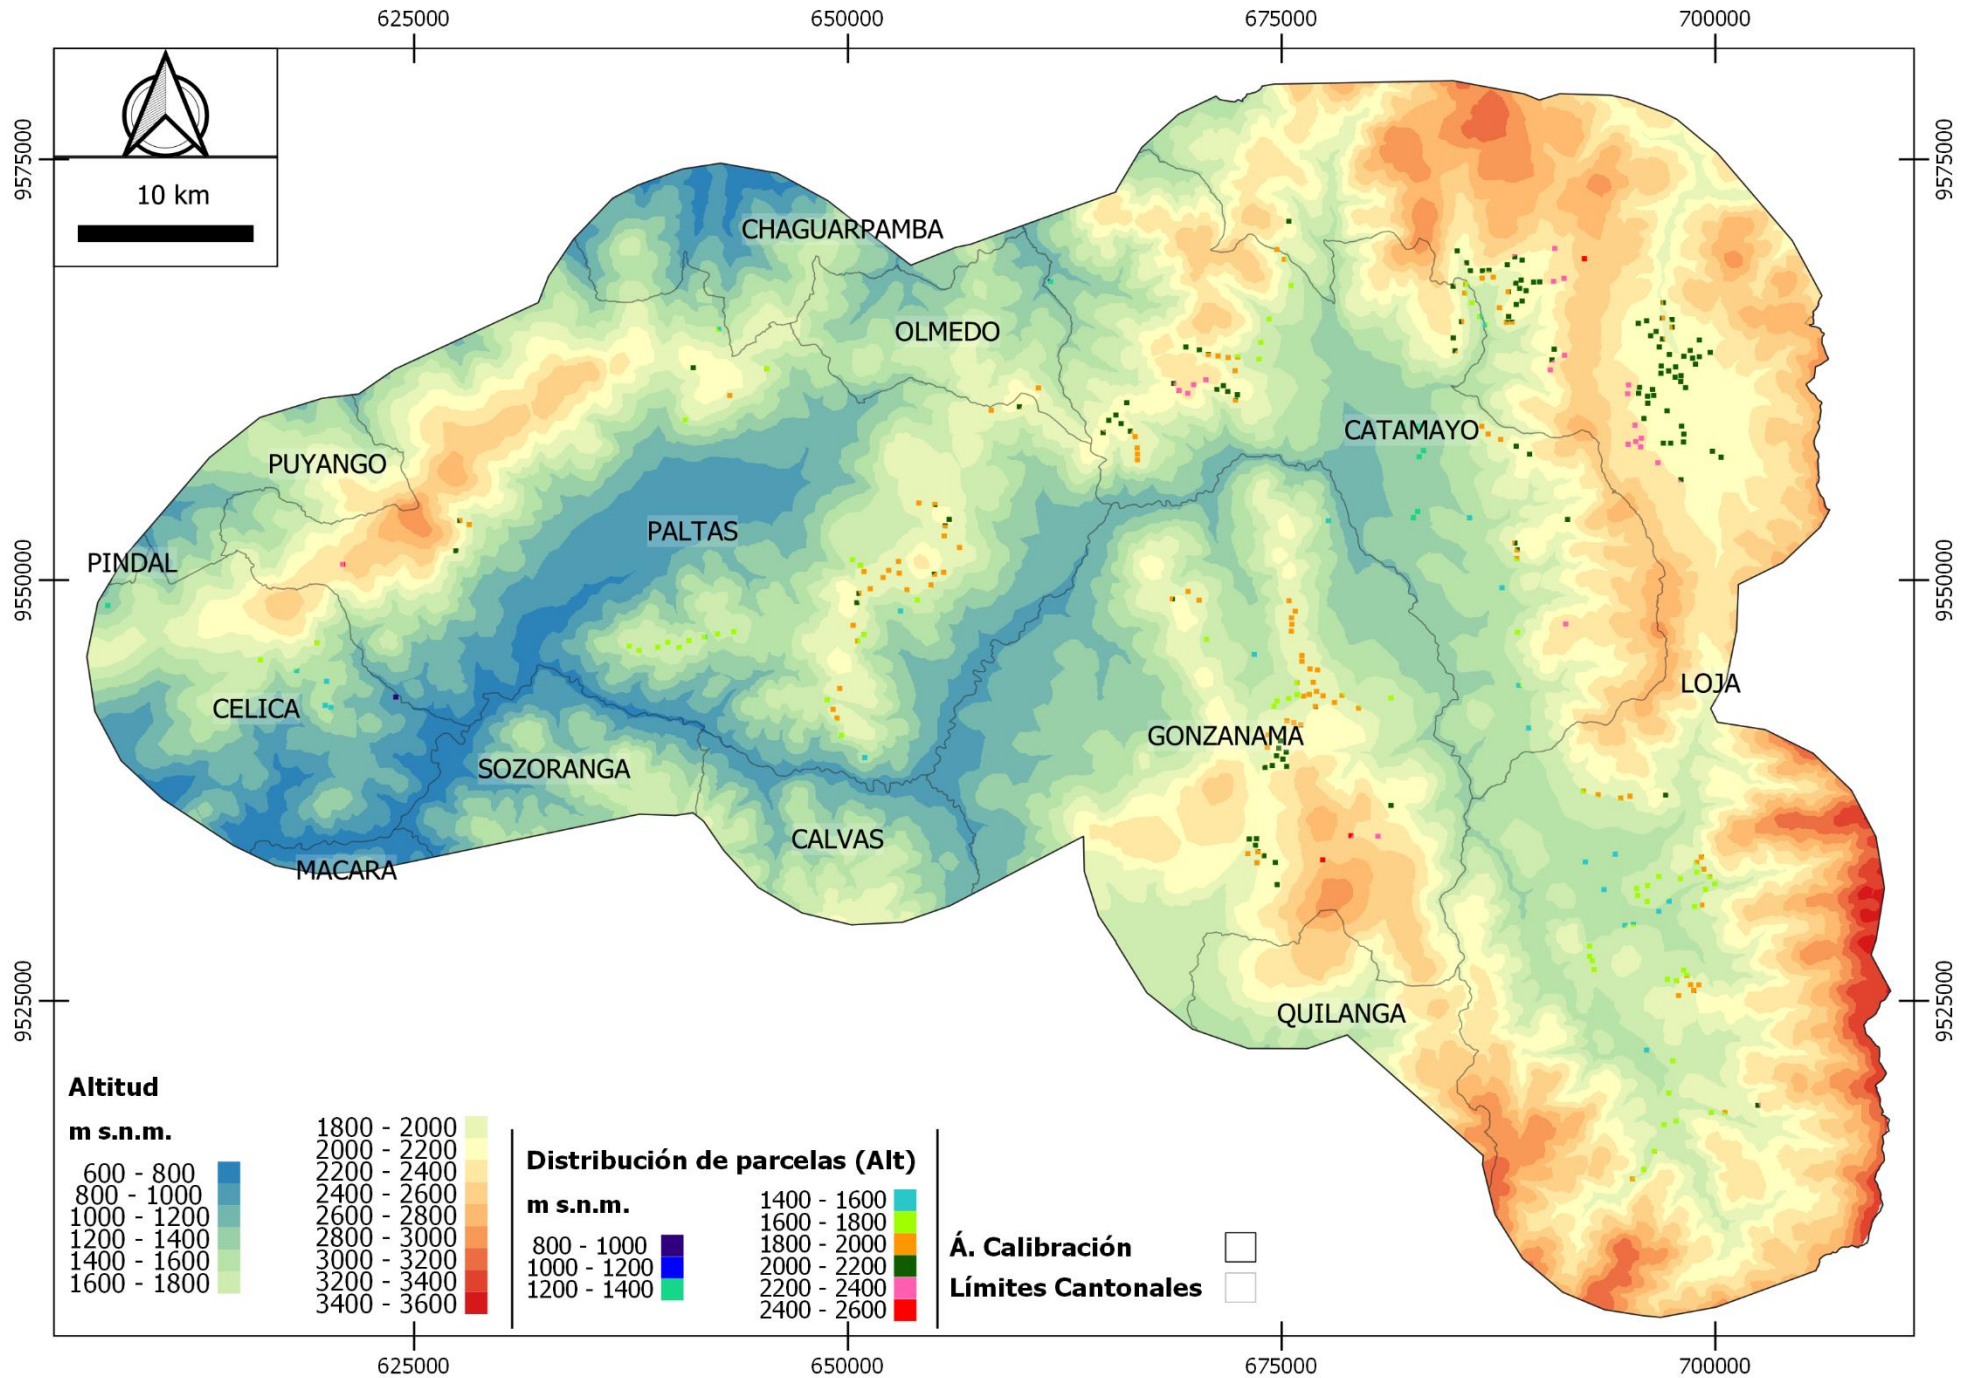 625000
650000
675000
700000
9575000
9575000
10 km
CHAGUARPAMBA
OLMEDO
CATAMAYO
PUYANGO
PALTAS
PINDAL
9550000
9550000
LOJA
CELICA
GONZANAMA
SOZORANGA
CALVAS
MACARA
9525000
9525000
QUILANGA
Altitud
m s.n.m.
600 - 800
800 - 1000
1000 - 1200
1200 - 1400
1400 - 1600
1600 - 1800
1800 - 2000
2000 - 2200
2200 - 2400
2400 - 2600
2600 - 2800
2800 - 3000
3000 - 3200
3200 - 3400
3400 - 3600
Distribución de parcelas (Alt)
m s.n.m.
800 - 1000
1000 - 1200
1200 - 1400
1400 - 1600
1600 - 1800
1800 - 2000
2000 - 2200
2200 - 2400
2400 - 2600
Á. Calibración
Límites Cantonales
625000
650000
675000
700000